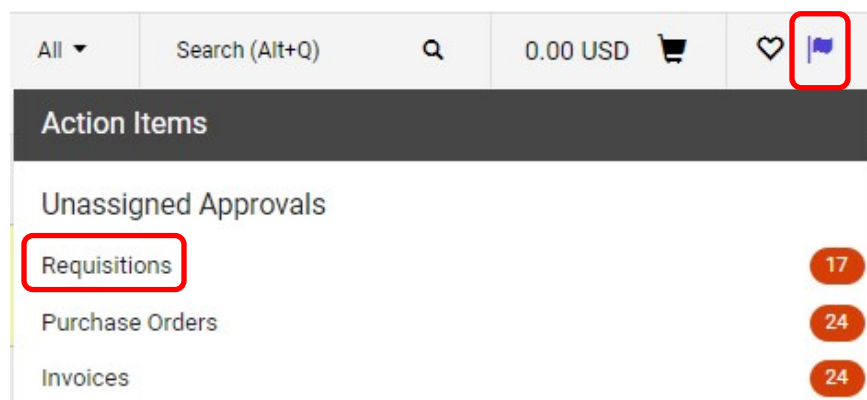 All Search (Alt+Q) 0.00 USD
Action Items
Unassigned Approvals
Requisitions 17
Purchase Orders 24
Invoices 24